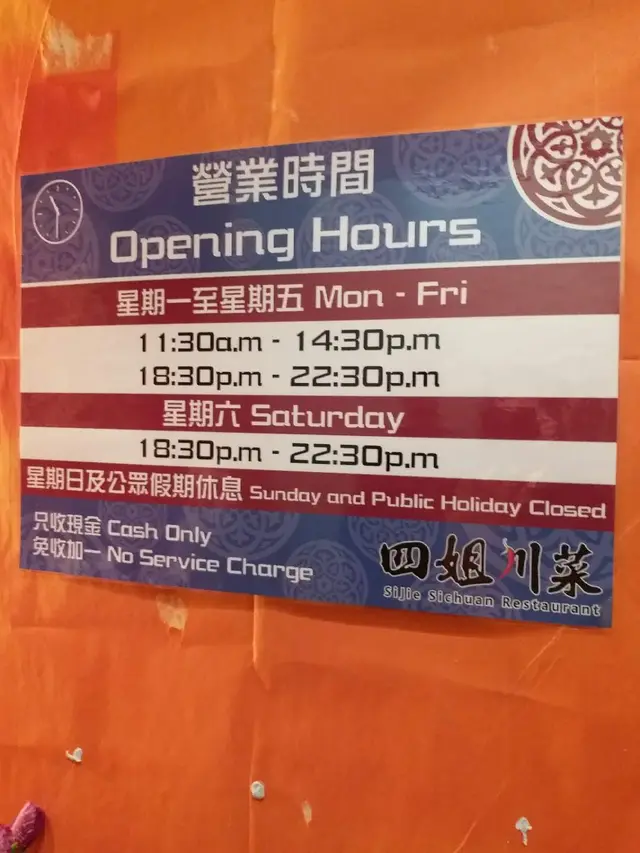 營業時間
Opening Hours
星期一至星期五 Mon - Fri
11:30a.m - 14:30p.m
18:30p.m - 22:30p.m
星期六 Saturday
18:30p.m - 22:30p.m
星期日及公眾假期休息 Sunday and Public Holiday Closed
只收現金 Cash Only
免收加一 No Service Charge
四姐川菜
SiJie Sichuan Restaurant